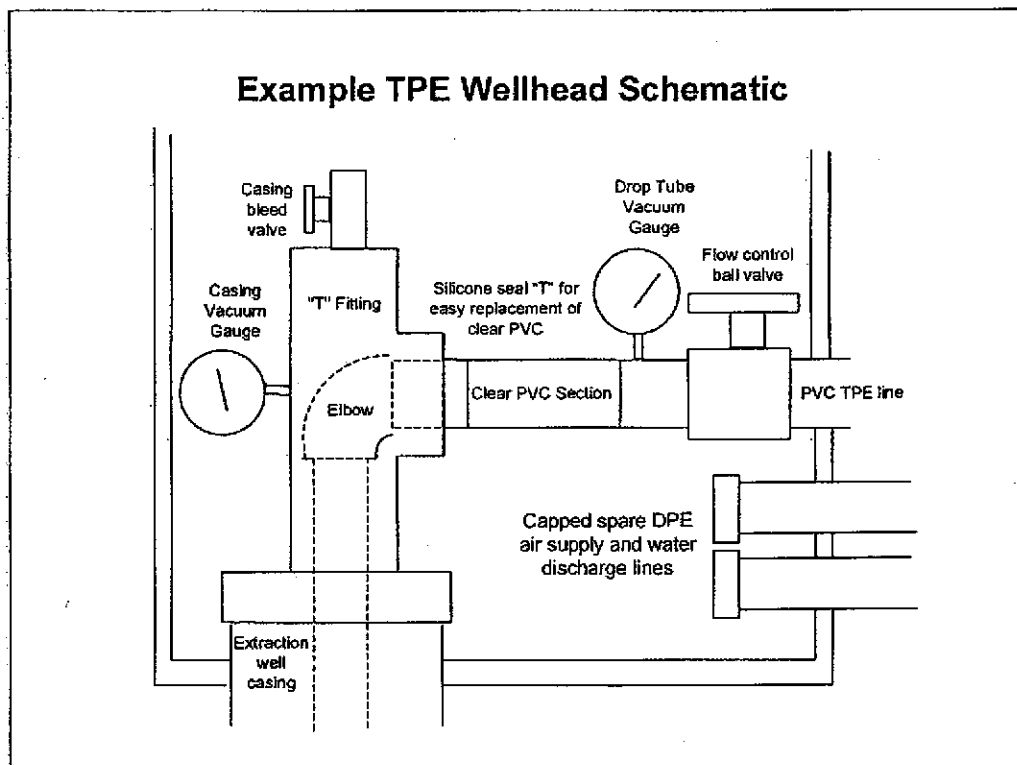 Example TPE Wellhead Schematic
Casing
bleed
valve
Drop Tube
Vacuum
Gauge
Flow control
ball valve
Casing
Vacuum
Gauge
"T" Fitting
Silicone seal "T" for
easy replacement of
clear PVC
Elbow
Clear PVC Section
PVC TPE line
Capped spare DPE
air supply and water
discharge lines
Extraction
well
casing